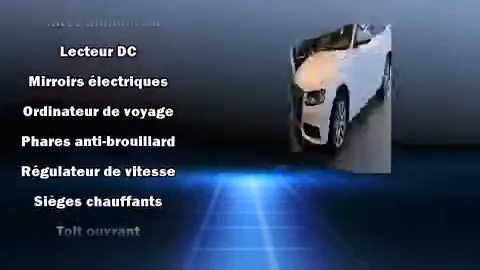 Lecteur DC
Mirroirs électriques
Ordinateur de voyage
Phares anti-brouillard
Régulateur de vitesse
Sièges chauffants
Toit ouvrant